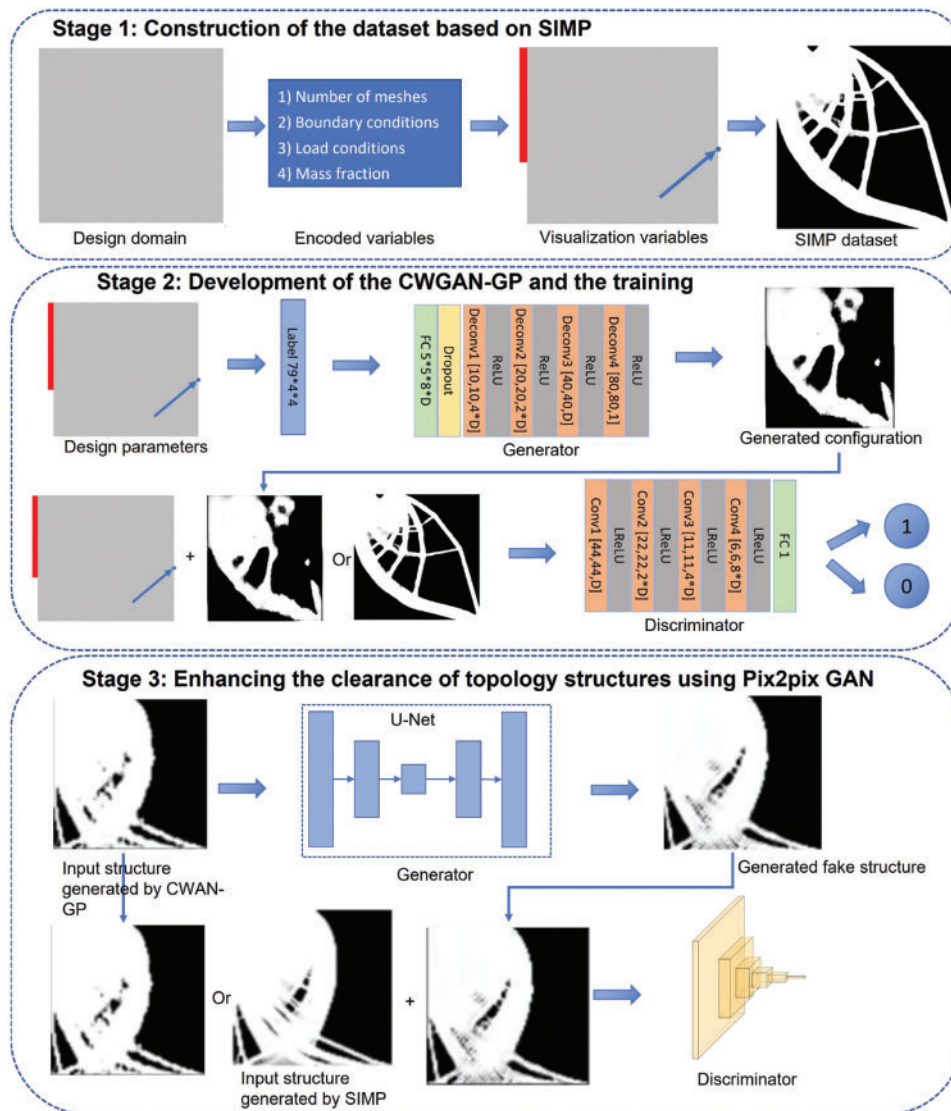 Stage 1: Construction of the dataset based on SIMP
1) Number of meshes
2) Boundary conditions
3) Load conditions
4) Mass fraction
Design domain
Encoded variables
Visualization variables
SIMP dataset
Stage 2: Development of the CWGAN-GP and the training
Label 79*4*4
FC 5*5*8*D
Dropout
Deconv1 [10,10,4*D]
ReLU
Deconv2 [20,20,2*D]
ReLU
Deconv3 [40,40,D]
ReLU
Deconv4 [80,80,1]
ReLU
Design parameters
Generator
Generated configuration
+
Or
Conv1 [44,44,D]
LReLU
Conv2 [22,22,2*D]
LReLU
Conv3 [11,11,4*D]
LReLU
Conv4 [6,6,8*D]
LReLU
FC 1
1
0
Discriminator
Stage 3: Enhancing the clearance of topology structures using Pix2pix GAN
U-Net
Input structure
generated by CWAN-
GP
Generator
Generated fake structure
Or
+
Input structure
generated by SIMP
Discriminator